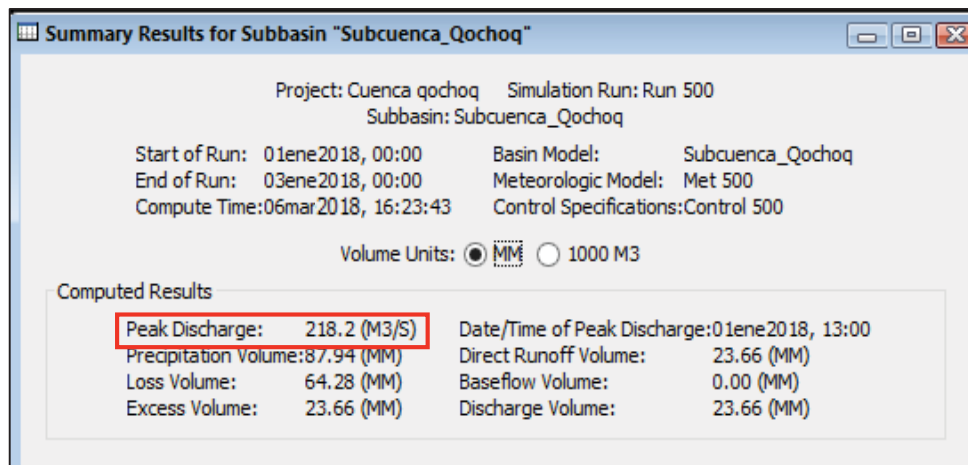 Summary Results for Subbasin "Subcuenca_Qochoq"
Project: Cuenca qochoq Simulation Run: Run 500
Subbasin: Subcuenca_Qochoq
Start of Run: 01ene2018, 00:00 Basin Model: Subcuenca_Qochoq
End of Run: 03ene2018, 00:00 Meteorologic Model: Met 500
Compute Time:06mar2018, 16:23:43 Control Specifications:Control 500
Volume Units: MM 1000 M3
Computed Results
Peak Discharge: 218.2 (M3/S) Date/Time of Peak Discharge:01ene2018, 13:00
Precipitation Volume:87.94 (MM) Direct Runoff Volume: 23.66 (MM)
Loss Volume: 64.28 (MM) Baseflow Volume: 0.00 (MM)
Excess Volume: 23.66 (MM) Discharge Volume: 23.66 (MM)